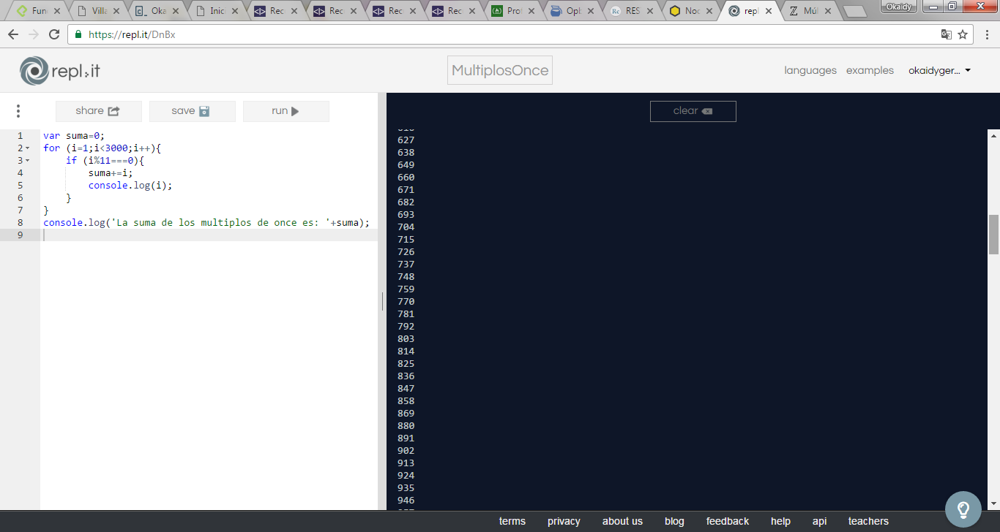 Fun
Villa
Oka
Inic
Rec
Rec
Rec
Rec
Prot
Opt
RES
Noc
repl
Múl
Okaidy
https://repl.it/DnBx
repl.it
MultiplosOnce
languages
examples
okaidyger...
share
save
run
clear
1 var suma=0;
2 for (i=1;i<3000;i++){
3 if (i%11===0){
4 suma+=i;
5 console.log(i);
6 }
7 }
8 console.log('La suma de los multiplos de once es: '+suma);
9
627
638
649
660
671
682
693
704
715
726
737
748
759
770
781
792
803
814
825
836
847
858
869
880
891
902
913
924
935
946
terms privacy about us blog feedback help api teachers